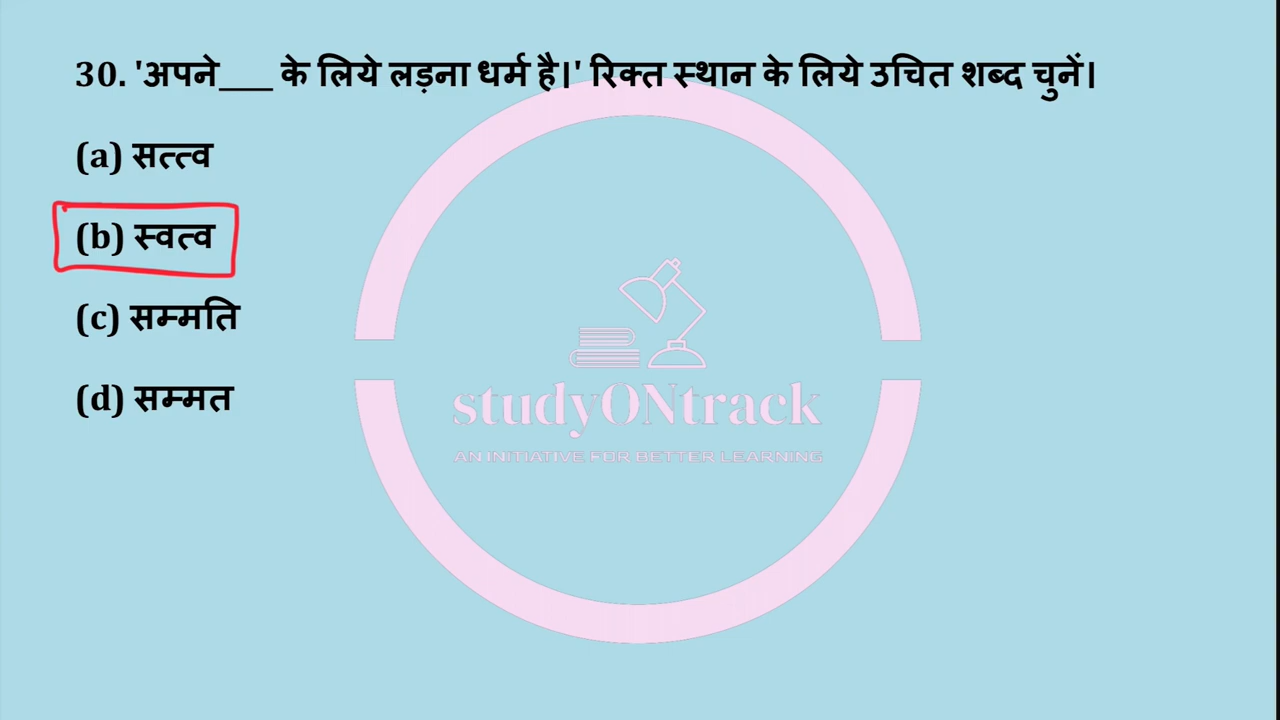 30. 'अपने___ के लिये लड़ना धर्म है।' रिक्त स्थान के लिये उचित शब्द चुनें।
(a) सत्त्व
(b) स्वत्व
(c) सम्मति
(d) सम्मत
studyONtrack
AN INITIATIVE FOR BETTER LEARNING